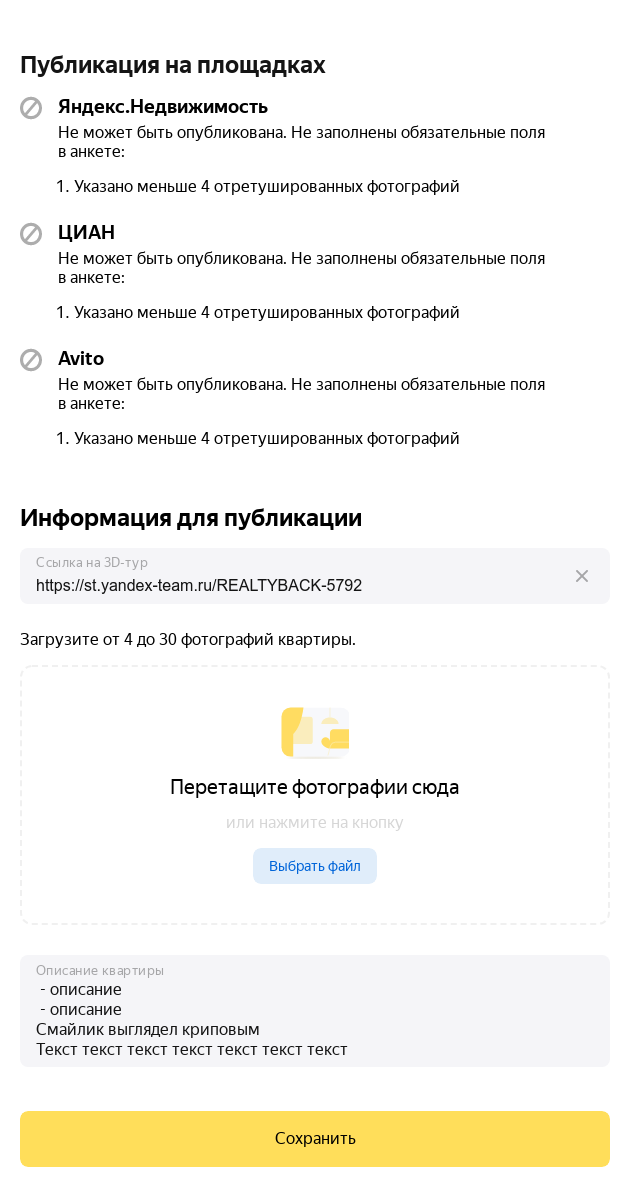 Публикация на площадках
Яндекс.Недвижимость
Не может быть опубликована. Не заполнены обязательные поля
в анкете:
1. Указано меньше 4 отретушированных фотографий
ЦИАН
Не может быть опубликована. Не заполнены обязательные поля
в анкете:
1. Указано меньше 4 отретушированных фотографий
Avito
Не может быть опубликована. Не заполнены обязательные поля
в анкете:
1. Указано меньше 4 отретушированных фотографий
Информация для публикации
Ссылка на 3D-тур
https://st.yandex-team.ru/REALTYBACK-5792
Загрузите от 4 до 30 фотографий квартиры.
Перетащите фотографии сюда
или нажмите на кнопку
Выбрать файл
Описание квартиры
- описание
- описание
Смайлик выглядел криповым
Текст текст текст текст текст текст текст
Сохранить